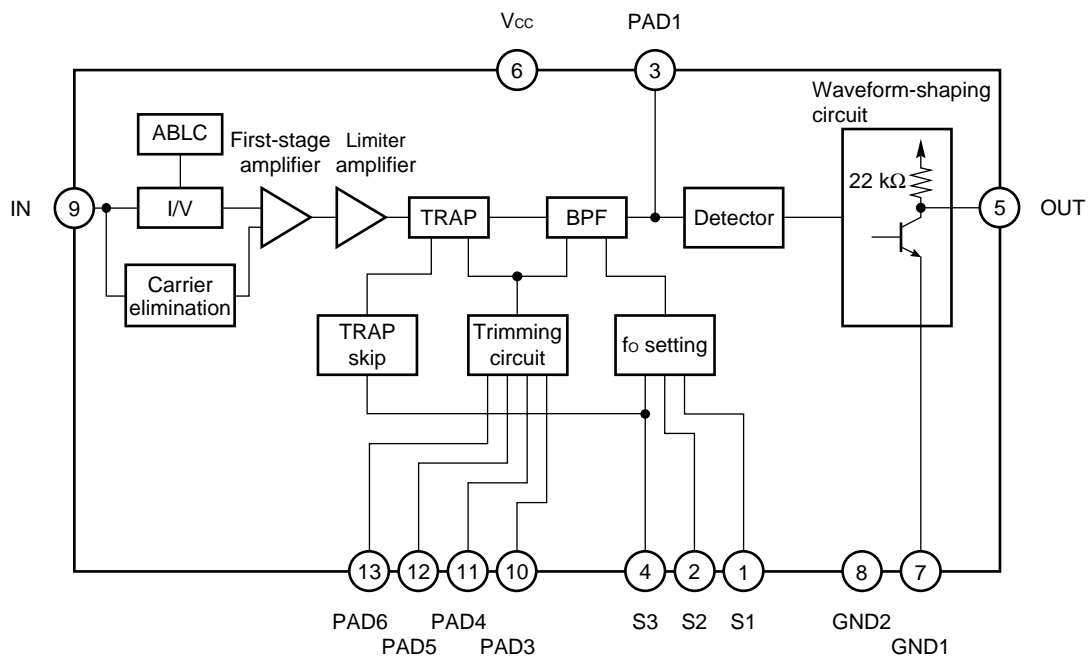 Vcc PAD1
6 3
Waveform-shaping
circuit
ABLC
First-stage
amplifier
Limiter
amplifier
22 kΩ
IN 9 I/V TRAP BPF Detector 5 OUT
Carrier
elimination
TRAP
skip
Trimming
circuit
fo setting
13 12 11 10 4 2 1 8 7
PAD6 PAD4 S3 S2 S1 GND2
PAD5 PAD3 GND1